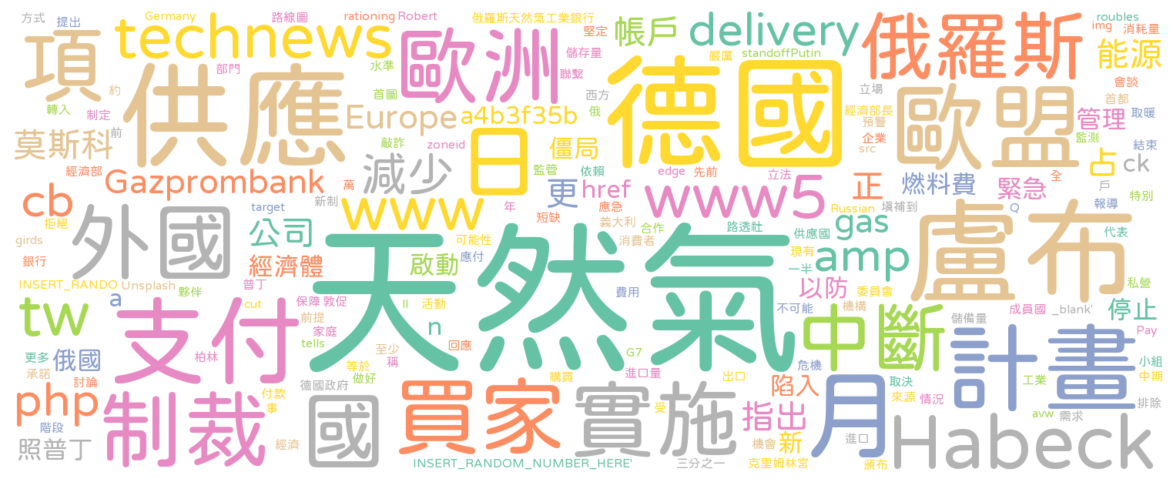 方式 提出 Germany 路線圖 rationing Robert 俄羅斯天然氣工業銀行 堅定 roubles img 消耗量
項 technews 歐洲 帳戶 delivery 俄羅斯 能源
部門 水準 首圖 儲存量 聯繫 嚴厲 standoffPutin 會談
供應 德國 歐盟
轉入 制定 約 前 Europe a4b3f35b 西方 俄 立場 經濟部長 預警 首都 取暖 管理
莫斯科 敲詐 zoneid 日 僵局 企業 src 監測 結束
經濟部 Gazprombank 減少 監管 依賴 edge 先前 立法 占 ck 全
cb 萬 更 href www5 正 燃料費 緊急 戶 報導 特別
拒絕 target 新制 www 年 短缺 應急 義大利 合作 路透社 Russian 填補到 Q
外國 公司 可能性 應付 消費者 供應國 現有 gas 盧布 代表
girds 銀行 經濟體 天然氣 啟動 一半 amp
INSERT_RANDO Unsplash 夥伴 普丁 cut II 活動 費用 委員會 以防 私營
a 保障 敦促 n 不可能 機構 成員國 _blank' 停止
tw 支付 前提 家庭 tells 至少 稱 回應 G7 中斷 儲備量 計畫 Pay
更多 俄國 柏林 等於 進口量 危機 小組
承諾 討論 德國政府 做好 購買 出口 陷入 取決 工業 中期
php 制裁 付款 事 國 買家 實施 來源 情況 avw 需求 排除
階段 受 指出 月
照普丁 經濟 機會 新 進口 Habeck
INSERT_RANDOM_NUMBER_HERE' 三分之一 克里姆林宮 頒布